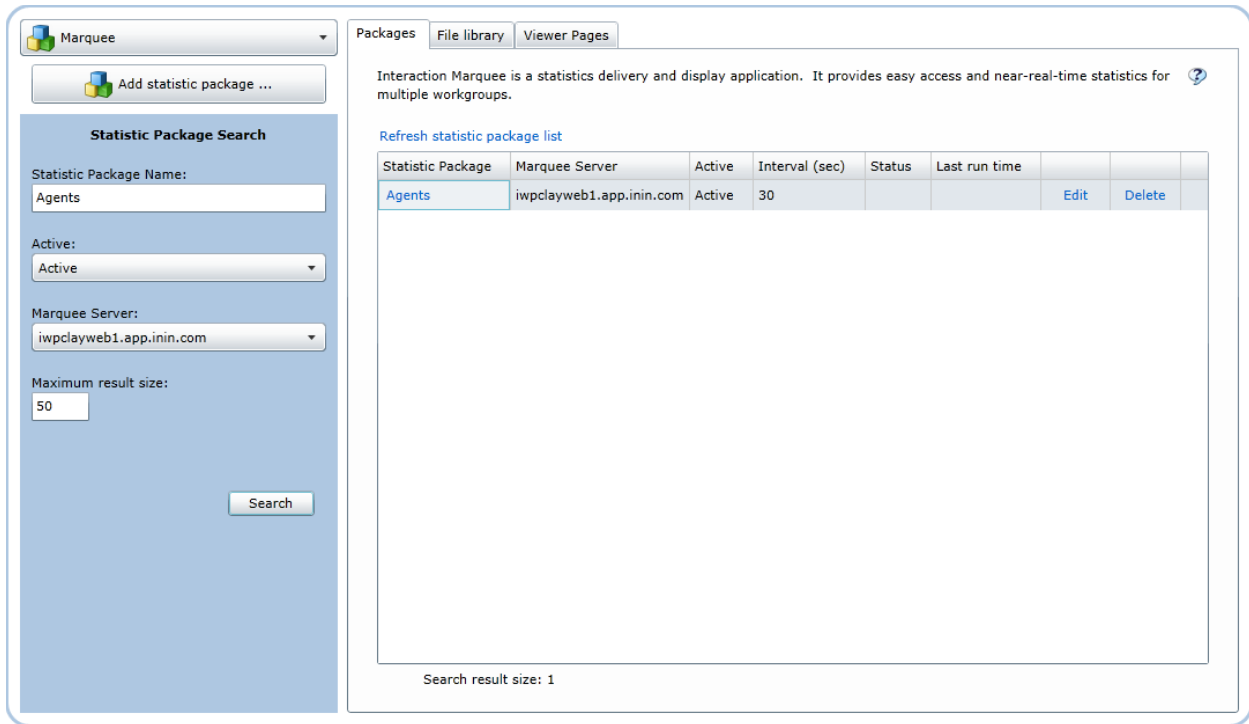 Marquee
Add statistic package ...
Statistic Package Search
Statistic Package Name:
Agents
Active:
Active
Marquee Server:
iwpclayweb1.app.inin.com
Maximum result size:
50
Search
Packages File library Viewer Pages
Interaction Marquee is a statistics delivery and display application. It provides easy access and near-real-time statistics for
multiple workgroups.
?
Refresh statistic package list
Statistic Package Marquee Server Active Interval (sec) Status Last run time
Agents iwpclayweb1.app.inin.com Active 30 Edit Delete
Search result size: 1